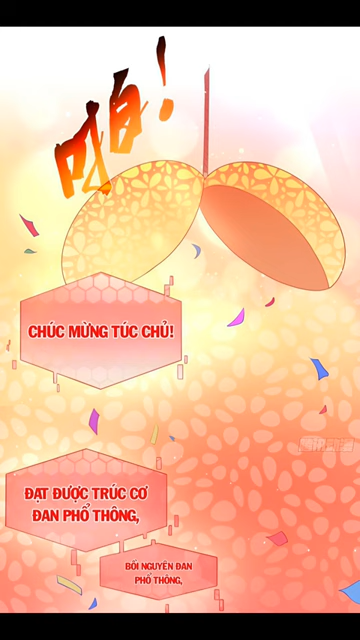 啪!
CHÚC MỪNG TÚC CHỦ!
ĐẠT ĐƯỢC TRÚC CƠ
ĐAN PHỔ THÔNG,
BỒI NGUYÊN ĐAN
PHỔ THÔNG,